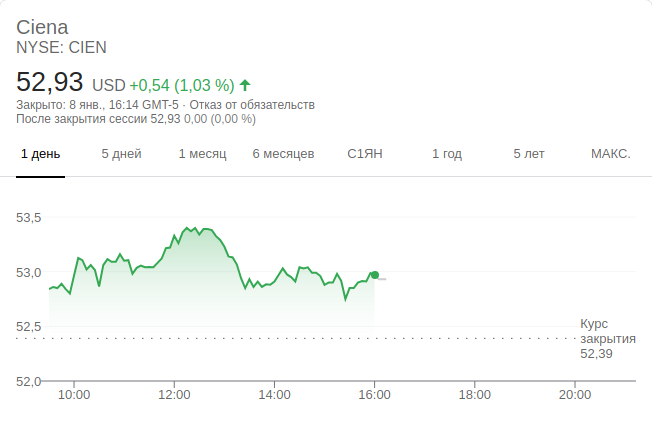 Ciena
NYSE: CIEN
52,93 USD +0,54 (1,03 %)
Закрыто: 8 янв., 16:14 GMT-5 · Отказ от обязательств
После закрытия сессии 52,93 0,00 (0,00 %)
1 день 5 дней 1 месяц 6 месяцев С1ЯН 1 год 5 лет МАКС.
53,5
53,0
52,5
Курс
закрытия
52,39
52,0
10:00 12:00 14:00 16:00 18:00 20:00